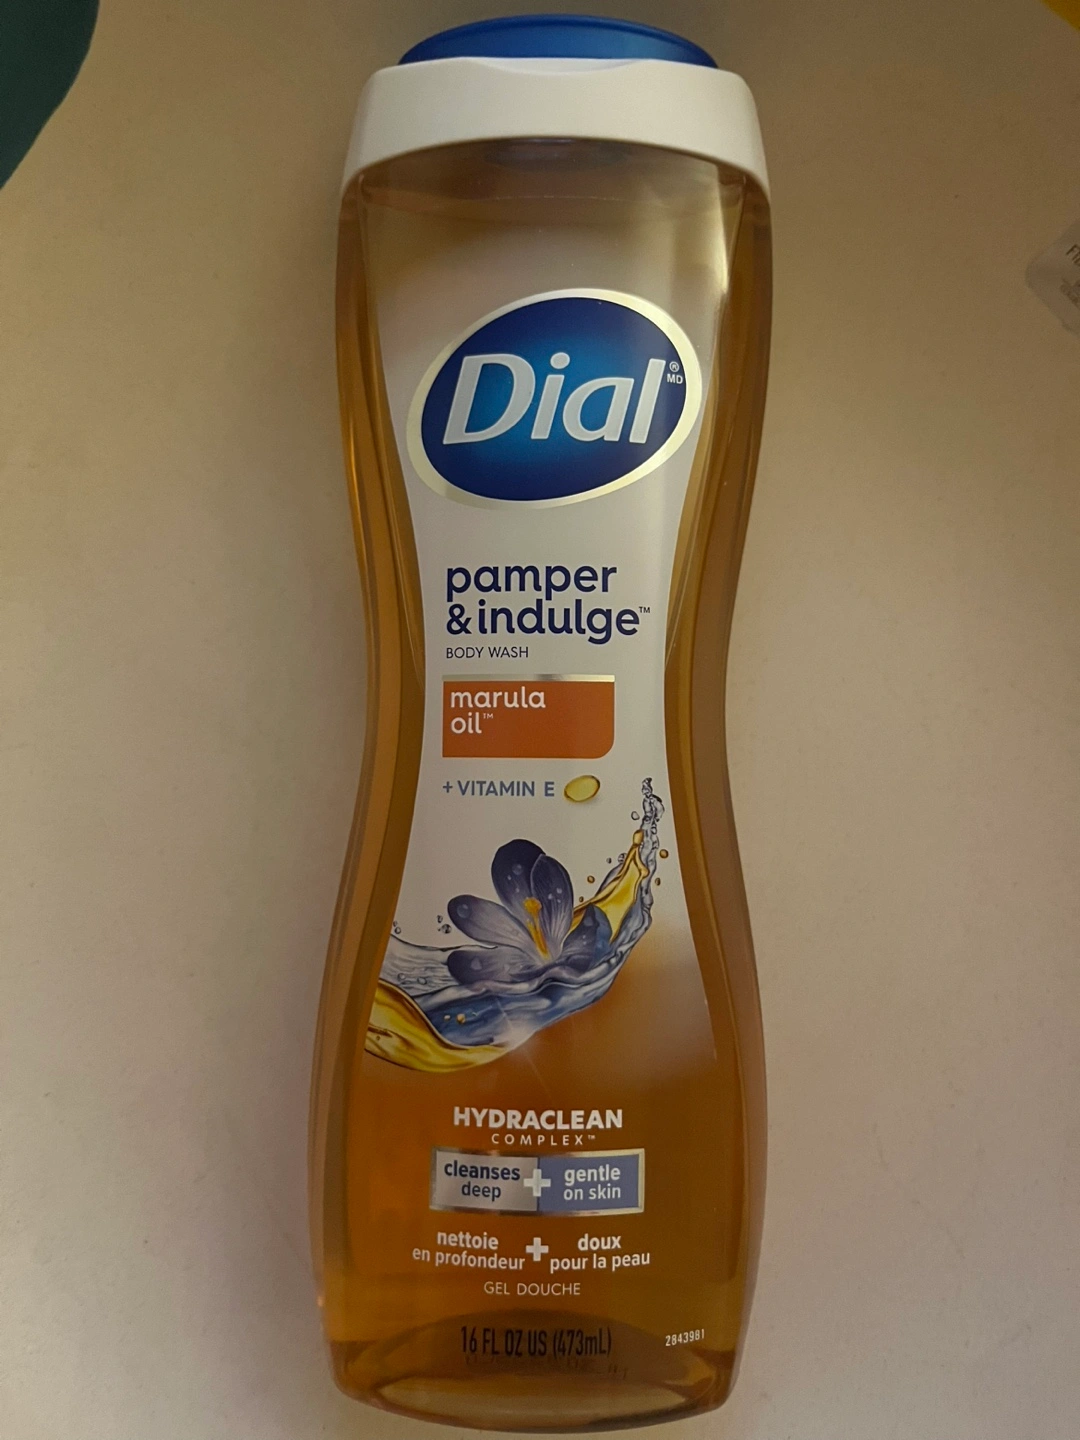 Dial®
MD
pamper
&indulge™
BODY WASH
marula
oil™
+ VITAMIN E
HYDRACLEAN
COMPLEX™
cleanses
deep
+
gentle
on skin
nettoie
en profondeur
+
doux
pour la peau
GEL DOUCHE
16 FL OZ US (473mL)
2843981